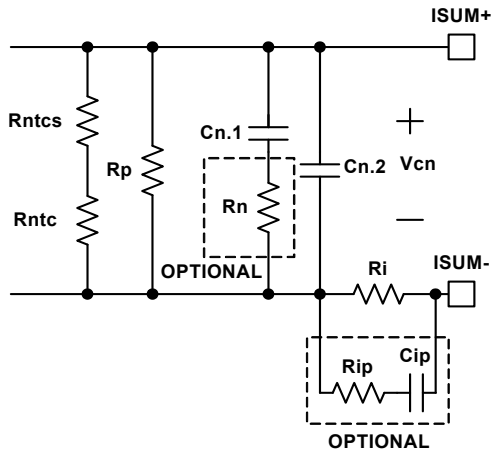 ISUM+
Rntcs
Cn.1
+
Rp
Cn.2
Vcn
Rntc
Rn
−
OPTIONAL
Ri
ISUM-
Rip
Cip
OPTIONAL